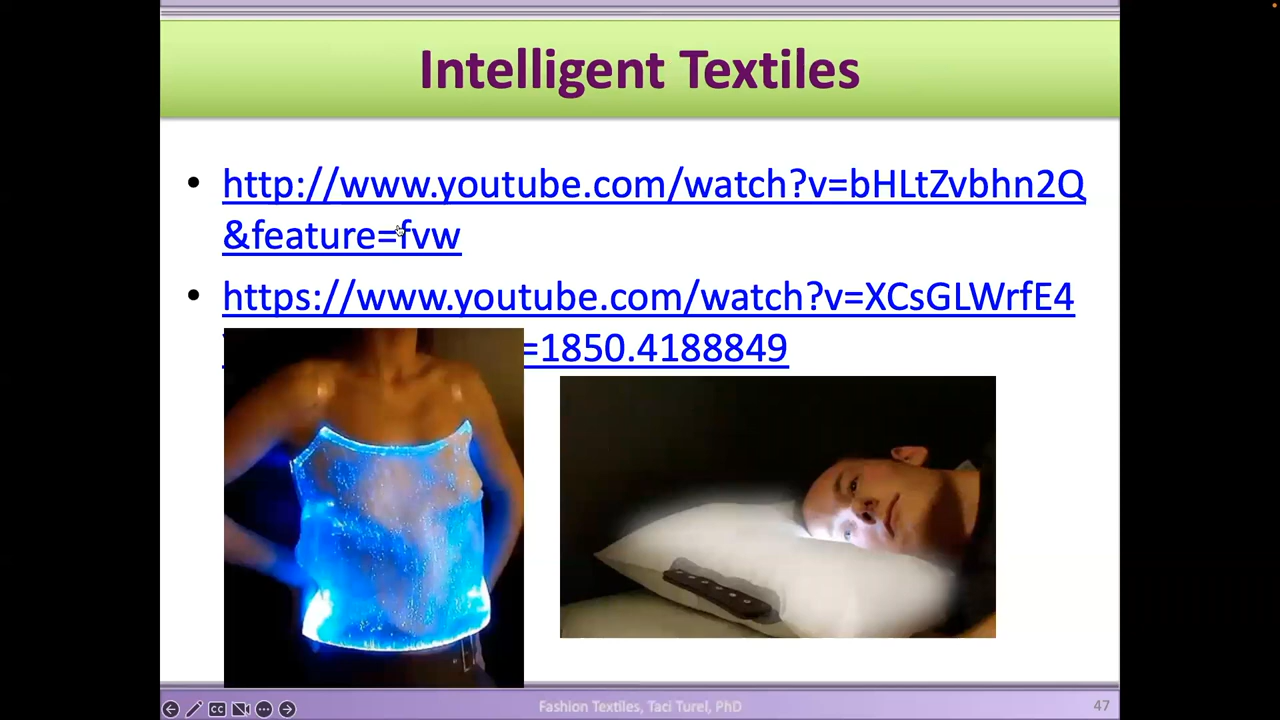 Intelligent Textiles
• http://www.youtube.com/watch?v=bHLtZvbhn2Q
&feature=fvw
• https://www.youtube.com/watch?v=XCsGLWrfE4
=1850.4188849
Fashion Textiles, Taci Turel, PhD
47
CC